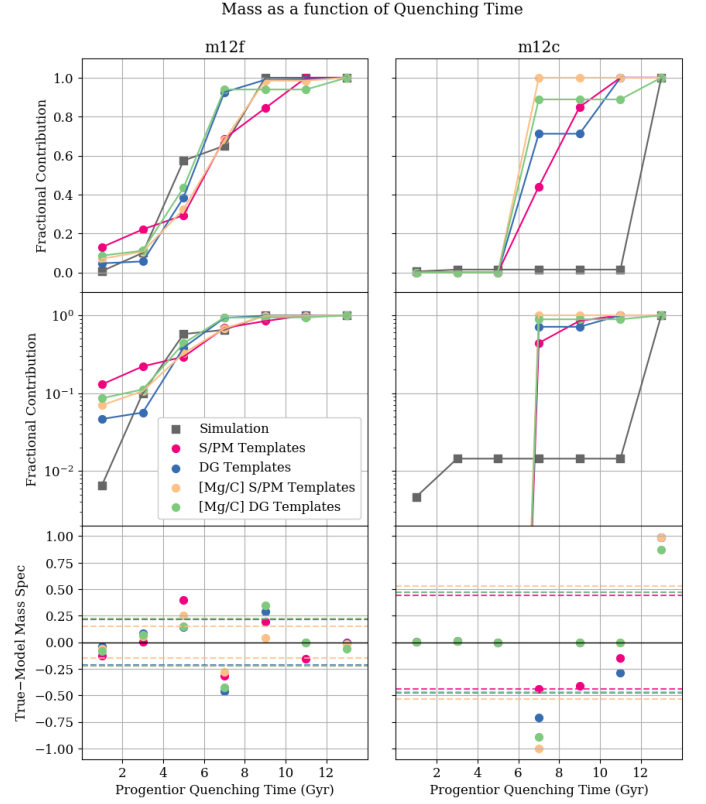 Mass as a function of Quenching Time
m12f
m12c
Fractional Contribution
1.0
0.8
0.6
0.4
0.2
0.0
Fractional Contribution
10⁰
10⁻¹
10⁻²
Simulation
S/PM Templates
DG Templates
[Mg/C] S/PM Templates
[Mg/C] DG Templates
True−Model Mass Spec
1.00
0.75
0.50
0.25
0.00
−0.25
−0.50
−0.75
−1.00
2 4 6 8 10 12
2 4 6 8 10 12
Progentior Quenching Time (Gyr)
Progentior Quenching Time (Gyr)